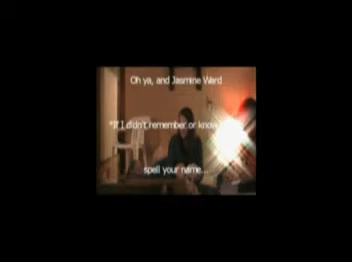 Oh ya, and Jasmine Ward
*If I didn't remember or know
spell your name...